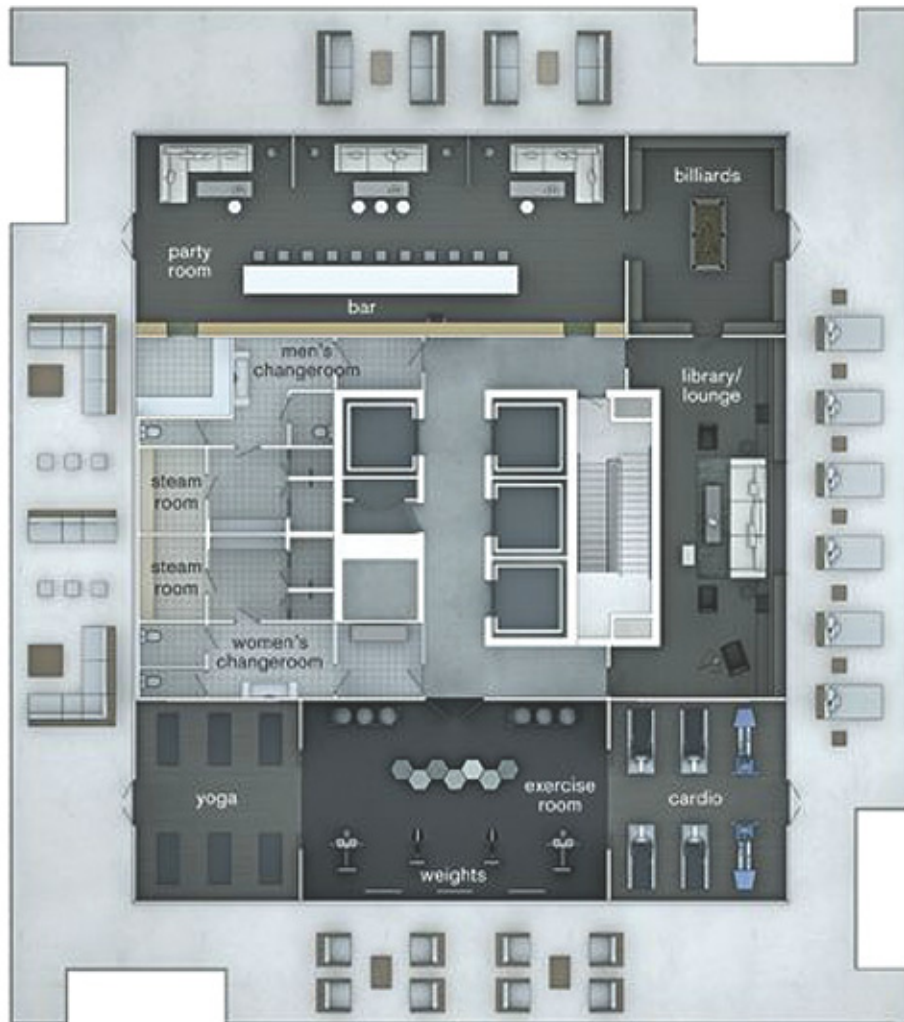 billiards
party
room
bar
men's
changeroom
library/
lounge
steam
room
steam
room
women's
changeroom
yoga
exercise
room
cardio
weights